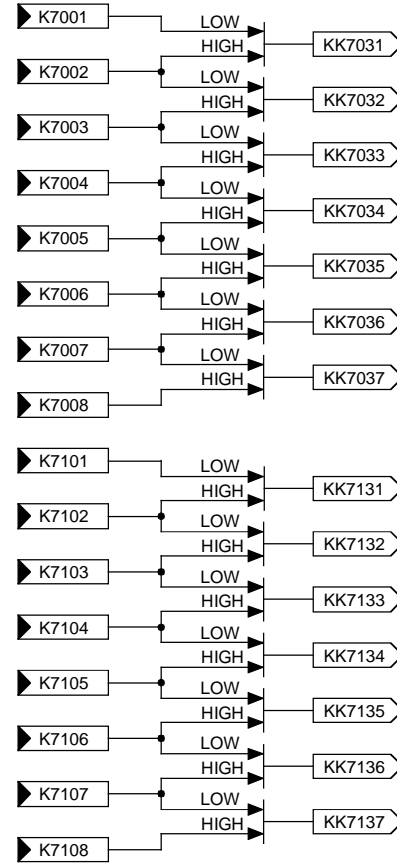 K7001
LOW
HIGH
KK7031
K7002
LOW
HIGH
KK7032
K7003
LOW
HIGH
KK7033
K7004
LOW
HIGH
KK7034
K7005
LOW
HIGH
KK7035
K7006
LOW
HIGH
KK7036
K7007
LOW
HIGH
KK7037
K7008
K7101
LOW
HIGH
KK7131
K7102
LOW
HIGH
KK7132
K7103
LOW
HIGH
KK7133
K7104
LOW
HIGH
KK7134
K7105
LOW
HIGH
KK7135
K7106
LOW
HIGH
KK7136
K7107
LOW
HIGH
KK7137
K7108